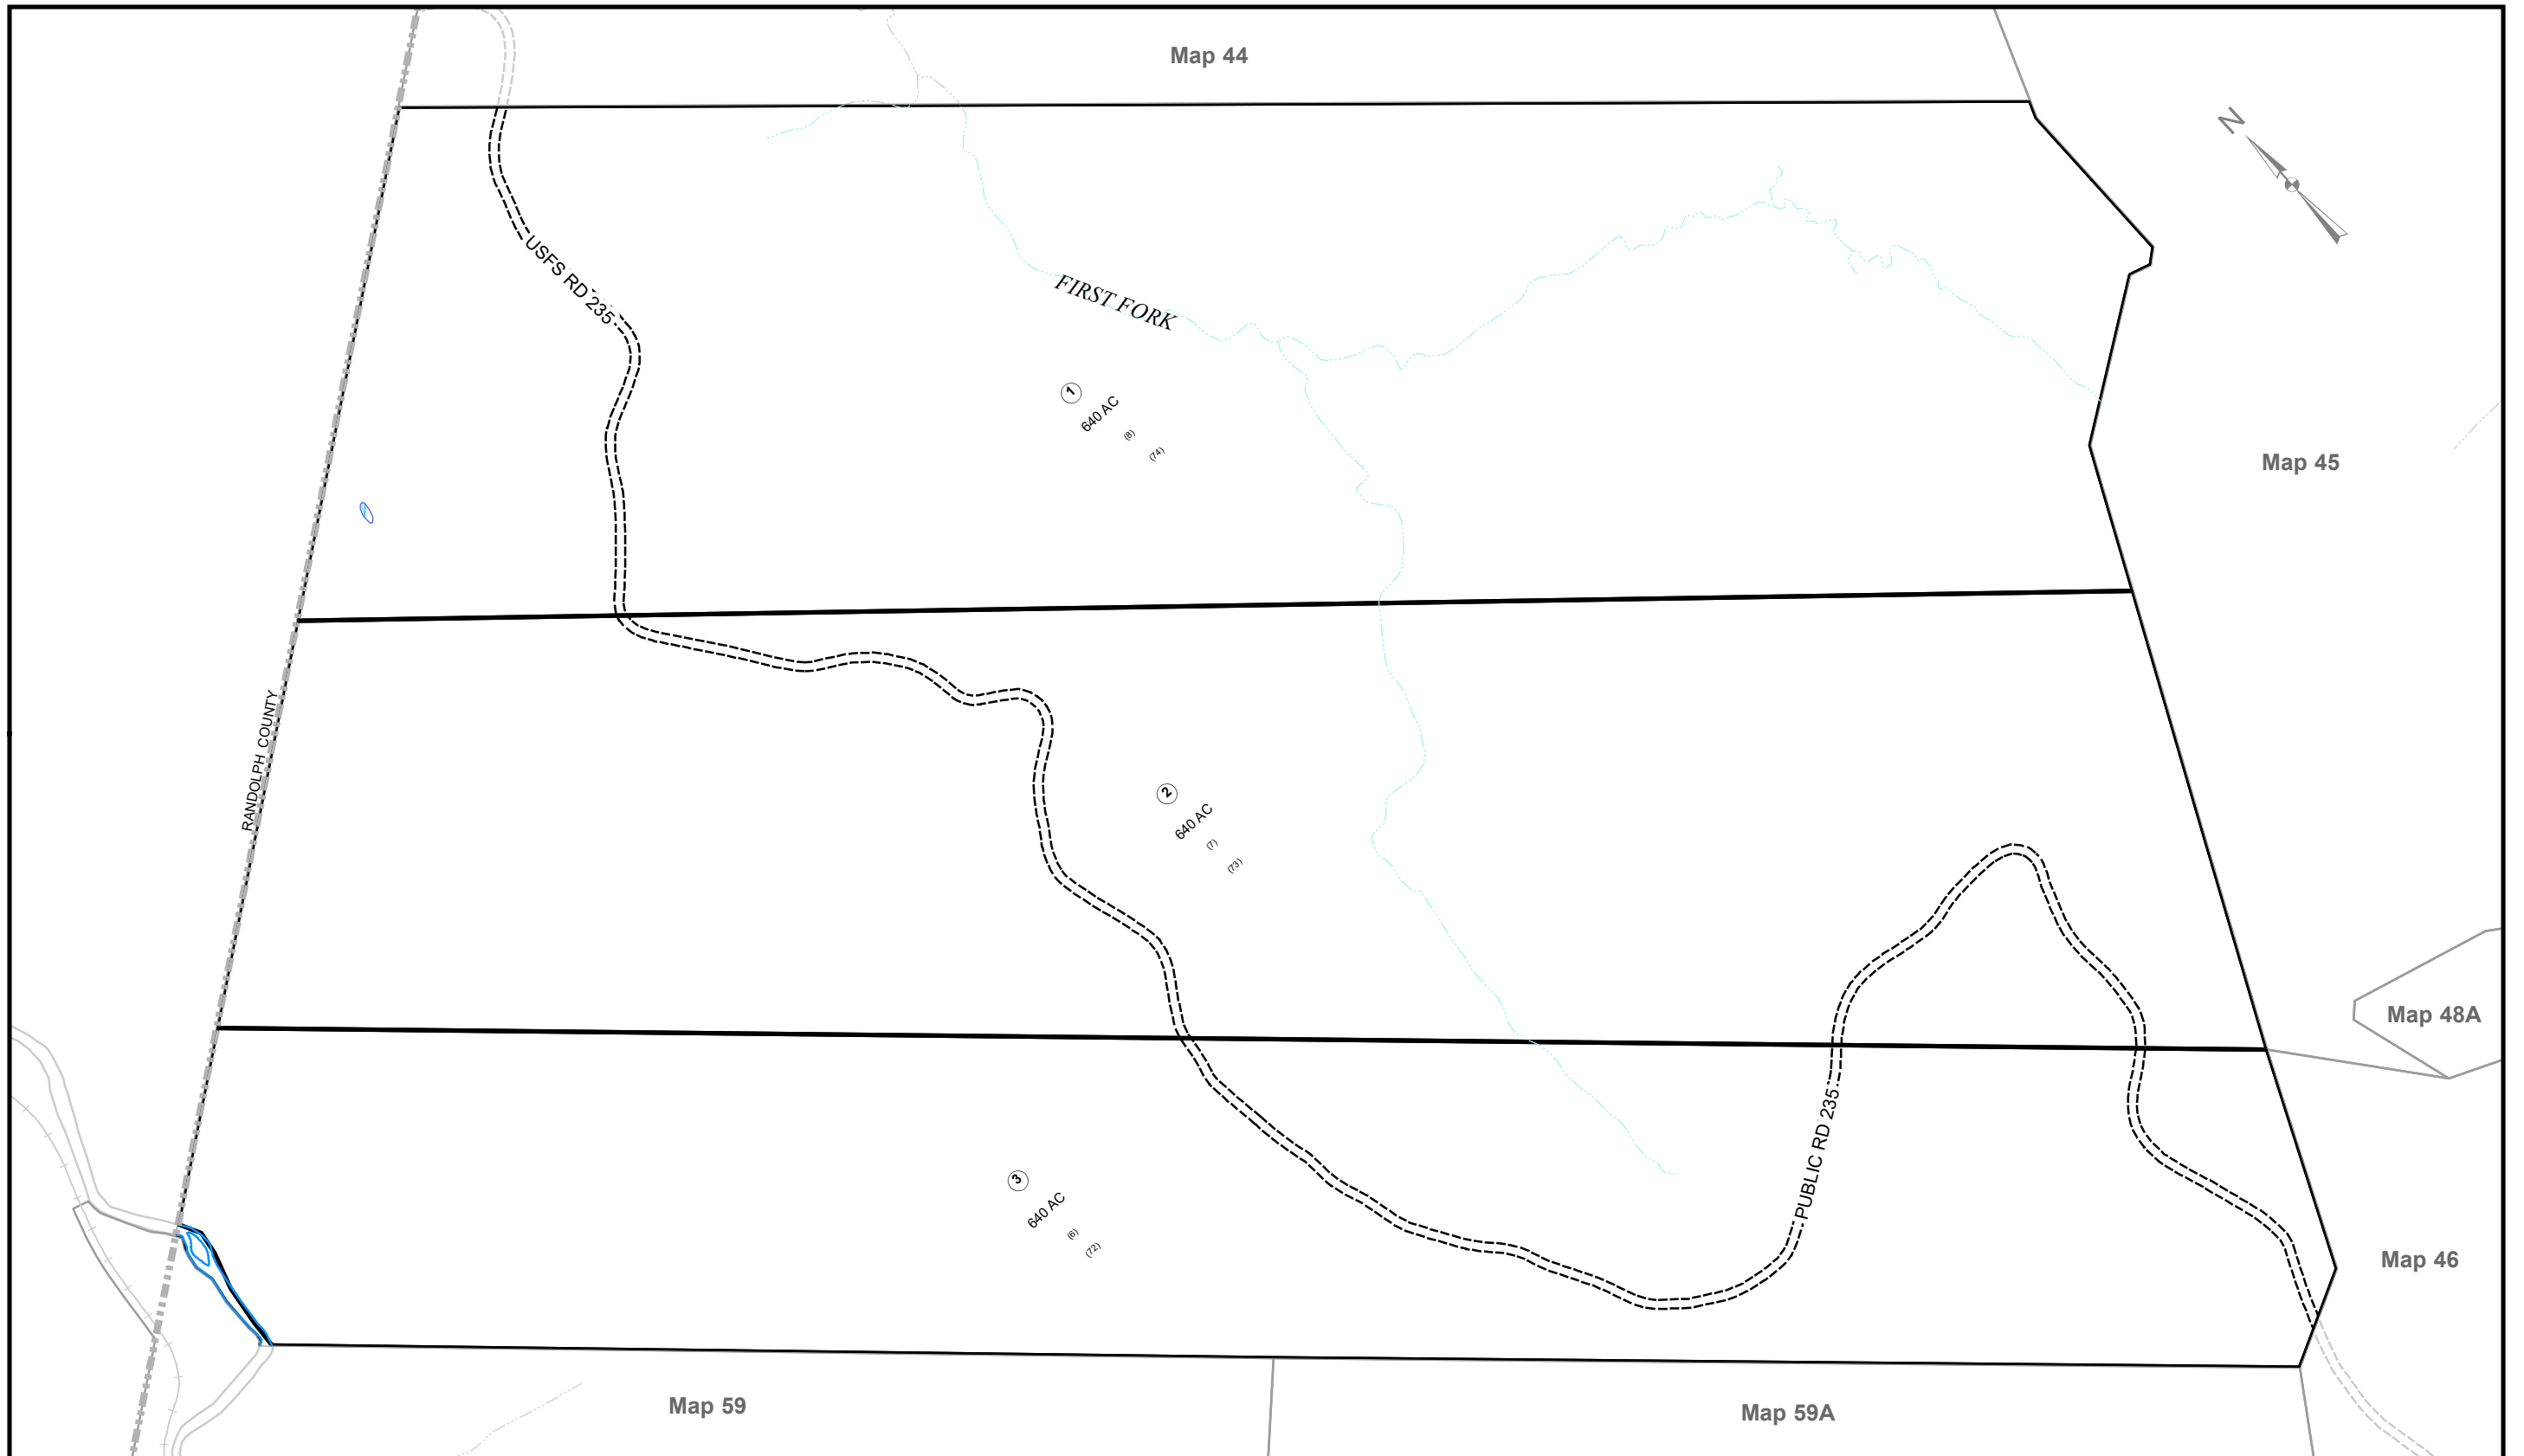 Map 44
N
USFS RD 235
FIRST FORK
1
640 AC
(8)
(74)
Map 45
RANDOLPH COUNTY
2
640 AC
(7)
(73)
Map 48A
PUBLIC RD 235
3
640 AC
(6)
(72)
Map 46
Map 59
Map 59A